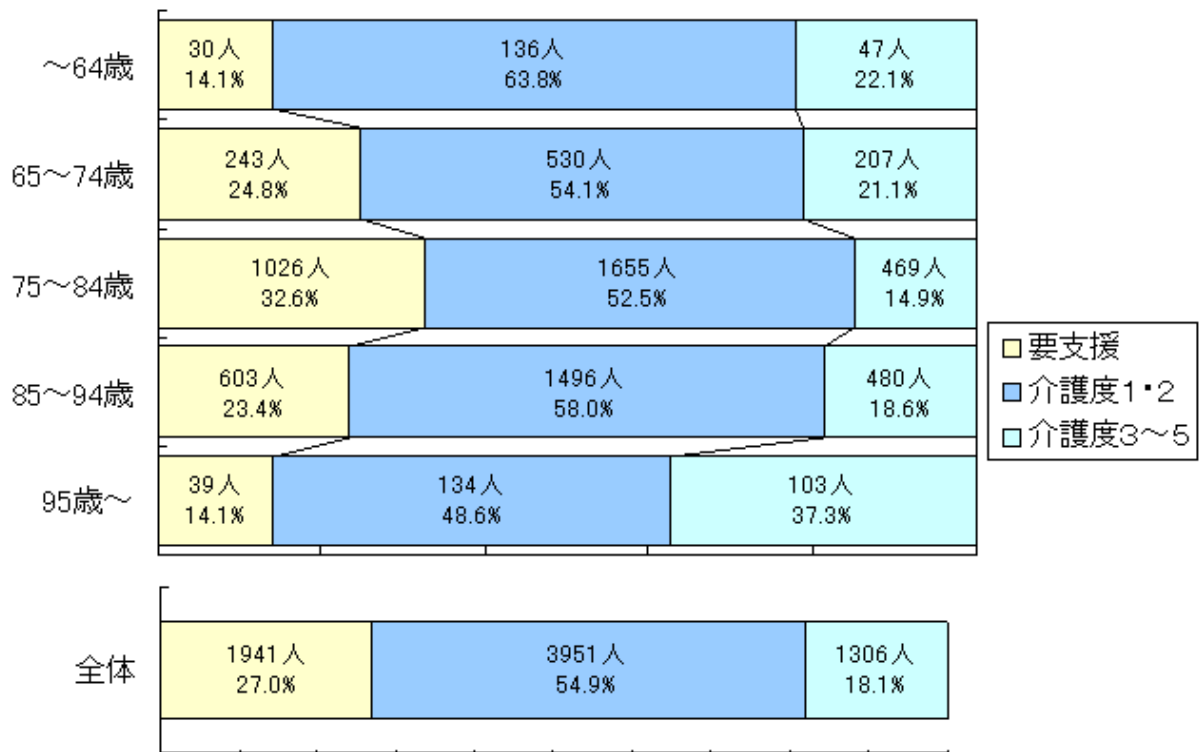 ～64歳
30人
14.1%
136人
63.8%
47人
22.1%
65～74歳
243人
24.8%
530人
54.1%
207人
21.1%
75～84歳
1026人
32.6%
1655人
52.5%
469人
14.9%
85～94歳
603人
23.4%
1496人
58.0%
480人
18.6%
95歳～
39人
14.1%
134人
48.6%
103人
37.3%
要支援
介護度1・2
介護度3～5
全体
1941人
27.0%
3951人
54.9%
1306人
18.1%